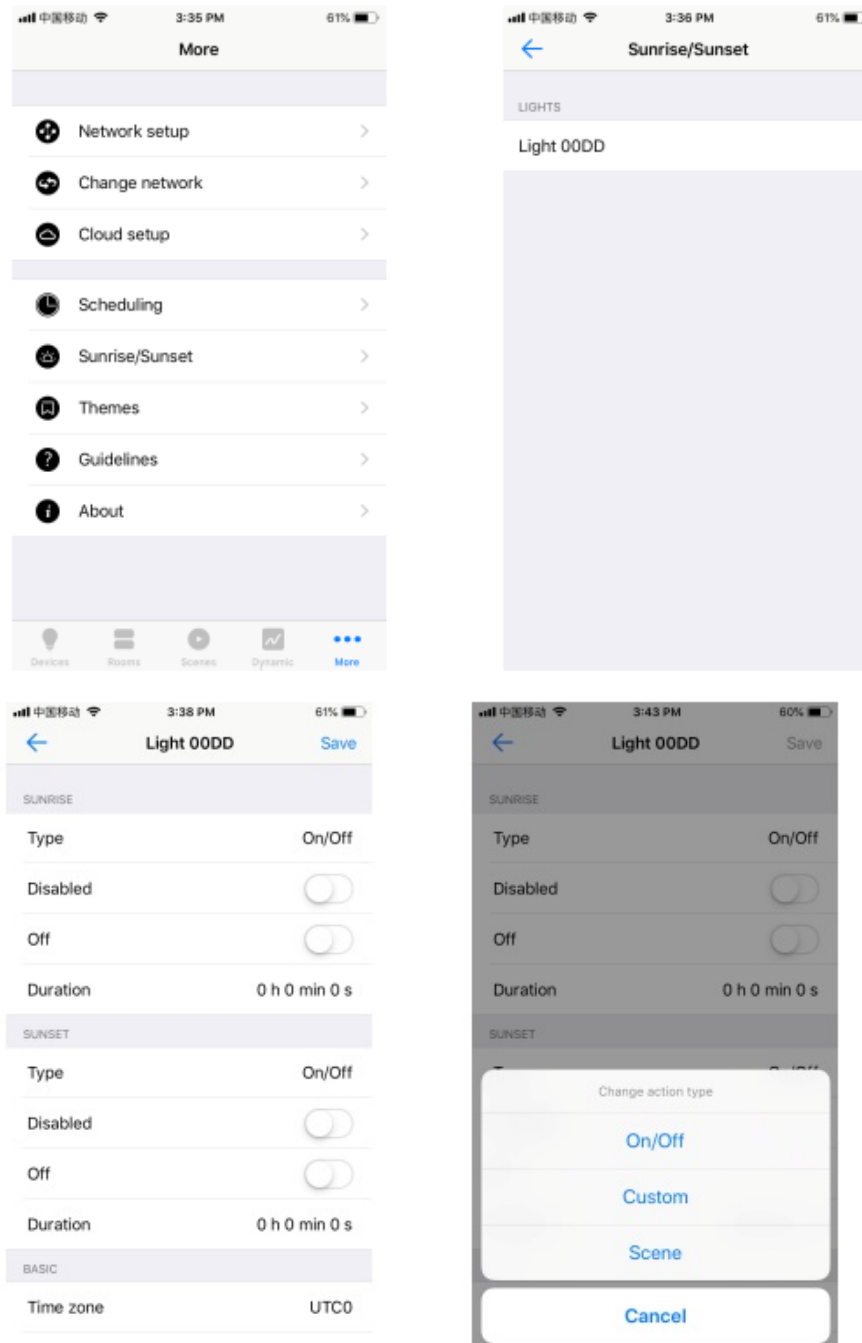 中国移动 3:35 PM 61%
More
Network setup
Change network
Cloud setup
Scheduling
Sunrise/Sunset
Themes
Guidelines
About
Devices Rooms Scenes Dynamic More
中国移动 3:36 PM 61%
Sunrise/Sunset
LIGHTS
Light 00DD
中国移动 3:38 PM 61%
Light 00DD Save
SUNRISE
Type On/Off
Disabled
Off
Duration 0 h 0 min 0 s
SUNSET
Type On/Off
Disabled
Off
Duration 0 h 0 min 0 s
BASIC
Time zone UTC0
中国移动 3:43 PM 60%
Light 00DD Save
SUNRISE
Type On/Off
Disabled
Off
Duration 0 h 0 min 0 s
SUNSET
Change action type
On/Off
Custom
Scene
Cancel